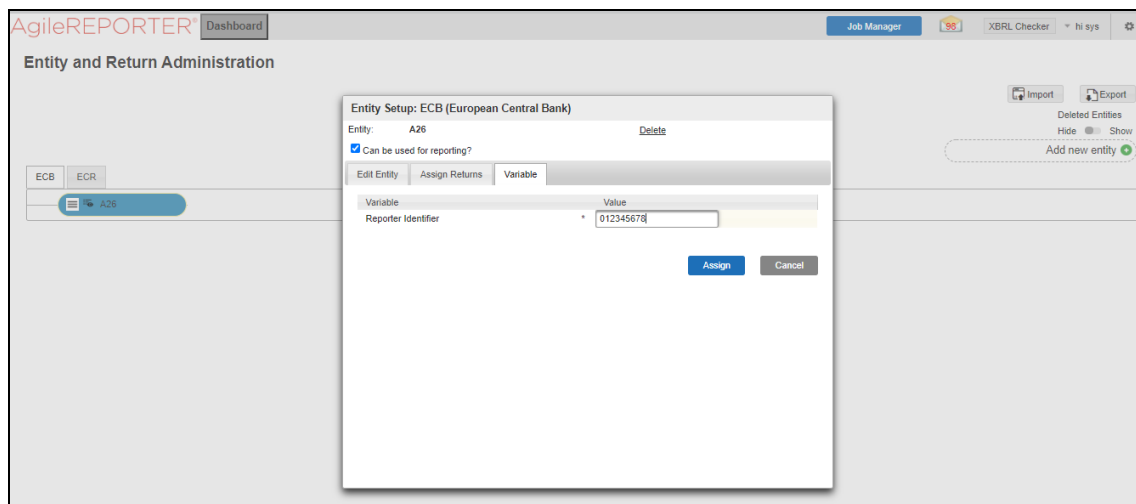 AgileREPORTER® Dashboard Job Manager 98 XBRL Checker hi sys
Entity and Return Administration
Import Export
Deleted Entities
Hide Show
Add new entity
ECB ECR
A26
Entity Setup: ECB (European Central Bank)
Entity: A26 Delete
Can be used for reporting?
Edit Entity Assign Returns Variable
Variable Value
Reporter Identifier * 012345678
Assign Cancel